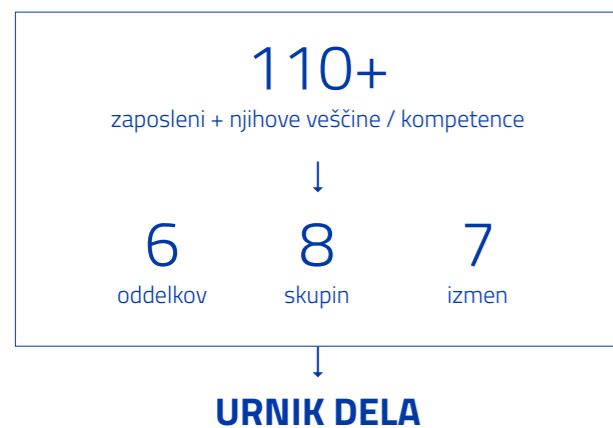 110+
zaposleni + njihove veščine / kompetence
6 8 7
oddelkov skupin izmen
URNIK DELA